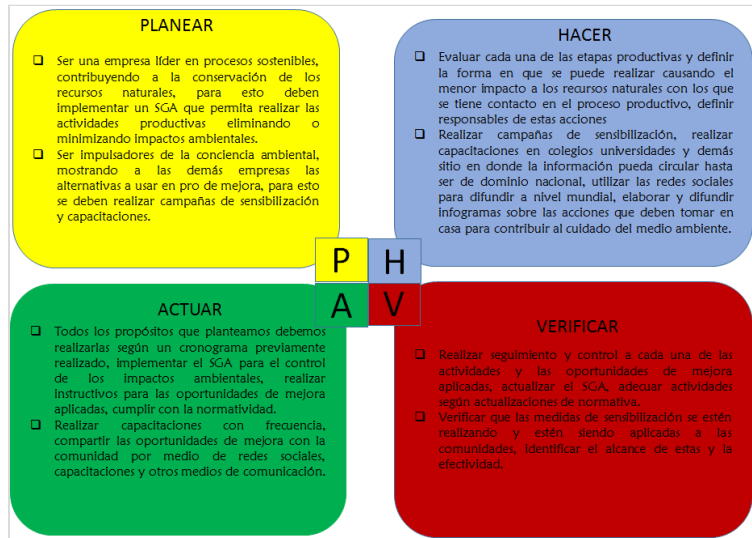 PLANEAR
❑ Ser una empresa líder en procesos sostenibles,
contribuyendo a la conservación de los
recursos naturales, para esto deben
implementar un SGA que permita realizar las
actividades productivas eliminando o
minimizando impactos ambientales.
❑ Ser impulsadores de la conciencia ambiental,
mostrando a las demás empresas las
alternativas a usar en pro de mejora, para esto
se deben realizar campañas de sensibilización
y capacitaciones.
HACER
❑ Evaluar cada una de las etapas productivas y definir
la forma en que se puede realizar causando el
menor impacto a los recursos naturales con los que
se tiene contacto en el proceso productivo, definir
responsables de estas acciones
❑ Realizar campañas de sensibilización, realizar
capacitaciones en colegios universidades y demás
sitio en donde la información pueda circular hasta
ser de dominio nacional, utilizar las redes sociales
para difundir a nivel mundial, elaborar y difundir
infogramas sobre las acciones que deben tomar en
casa para contribuir al cuidado del medio ambiente.
P H
A V
ACTUAR
❑ Todos los propósitos que planteamos debemos
realizarlas según un cronograma previamente
realizado, implementar el SGA para el control
de los impactos ambientales, realizar
instructivos para las oportunidades de mejora
aplicadas, cumplir con la normatividad.
❑ Realizar capacitaciones con frecuencia,
compartir las oportunidades de mejora con la
comunidad por medio de redes sociales,
capacitaciones y otros medios de comunicación.
VERIFICAR
❑ Realizar seguimiento y control a cada una de las
actividades y las oportunidades de mejora
aplicadas, actualizar el SGA, adecuar actividades
según actualizaciones de normativa.
❑ Verificar que las medidas de sensibilización se estén
realizando y estén siendo aplicadas a las
comunidades, identificar el alcance de estas y la
efectividad.